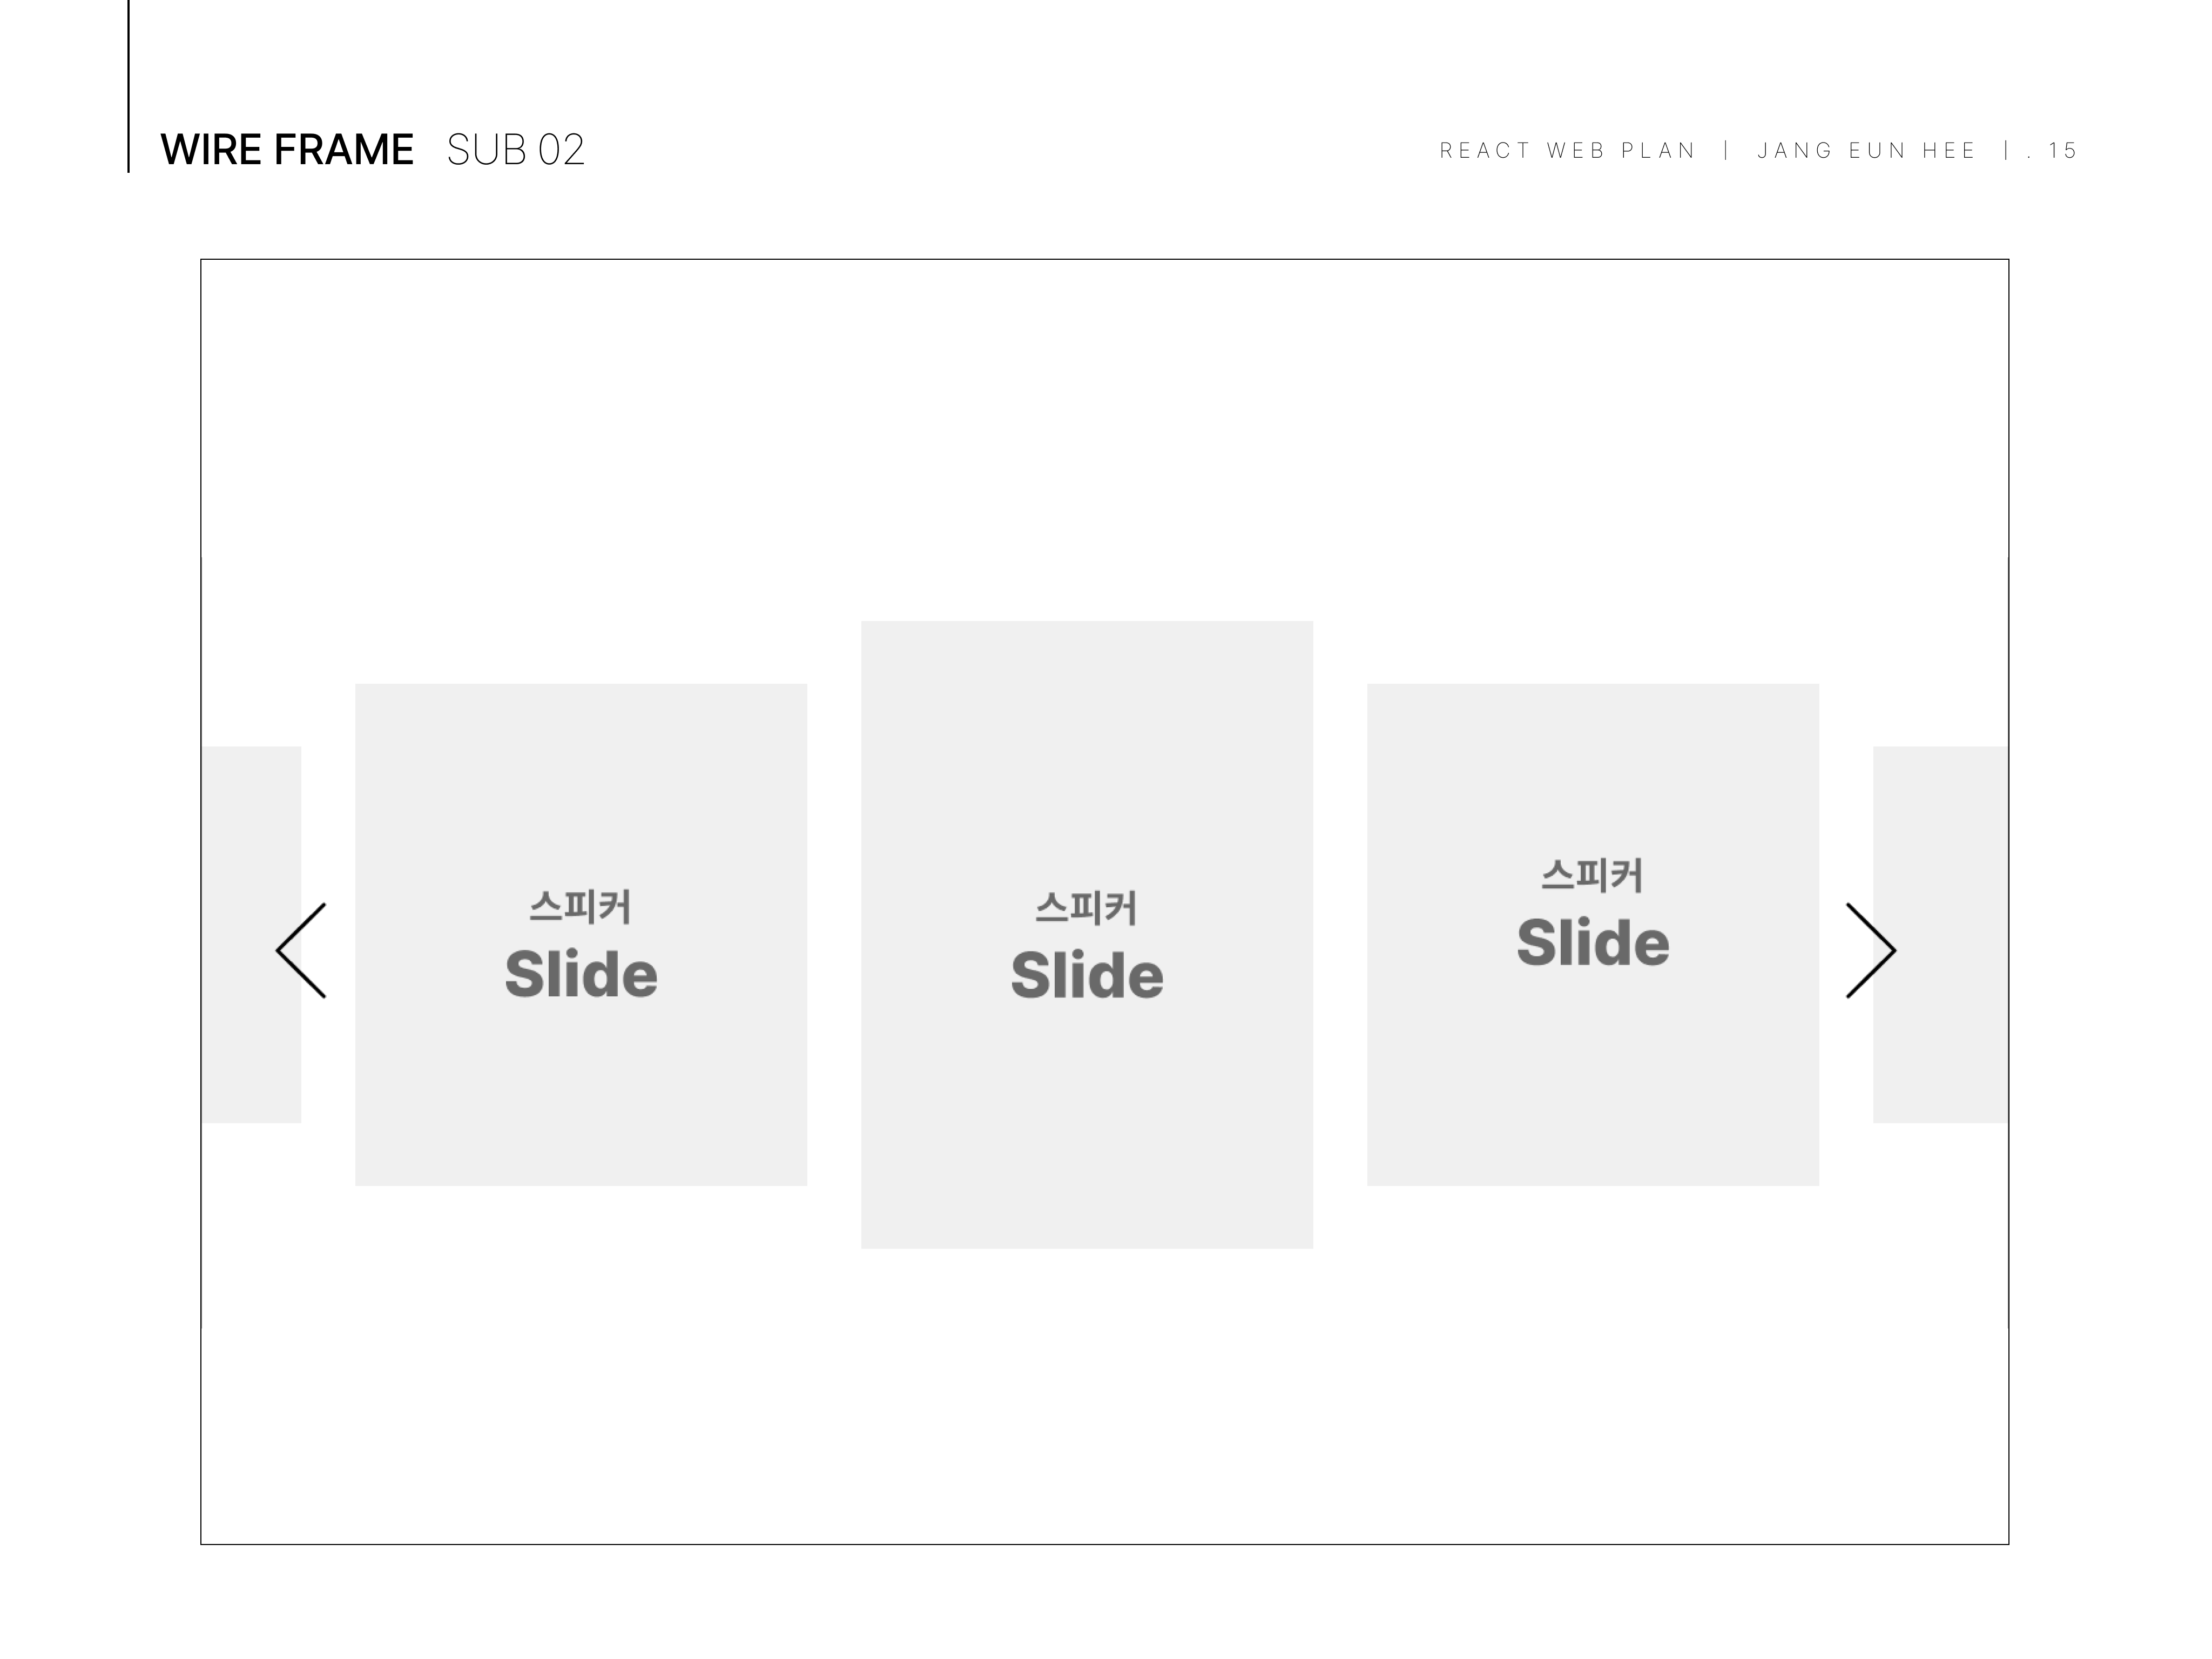 WIRE FRAME SUB 02
REACT WEB PLAN | JANG EUN HEE | . 15
스피커
Slide
스피커
Slide
스피커
Slide